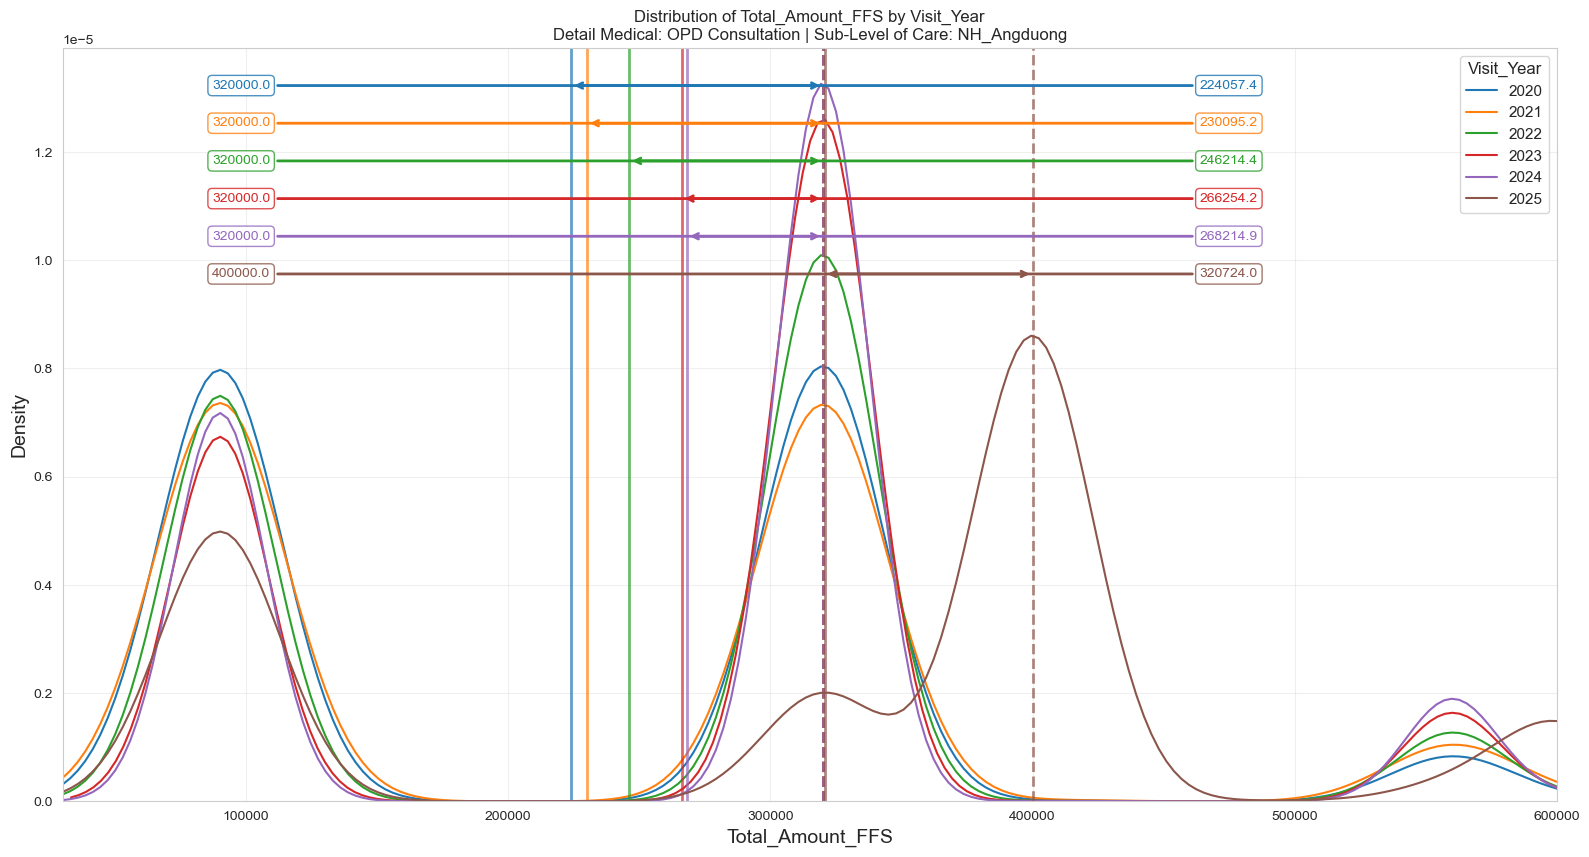 Distribution of Total_Amount_FFS by Visit_Year
Detail Medical: OPD Consultation | Sub-Level of Care: NH_Angduong
1e−5
Visit_Year
2020
2021
2022
2023
2024
2025
320000.0 224057.4
320000.0 230095.2
320000.0 246214.4
320000.0 266254.2
320000.0 268214.9
400000.0 320724.0
Density
1.2
1.0
0.8
0.6
0.4
0.2
0.0
100000 200000 300000 400000 500000 600000
Total_Amount_FFS